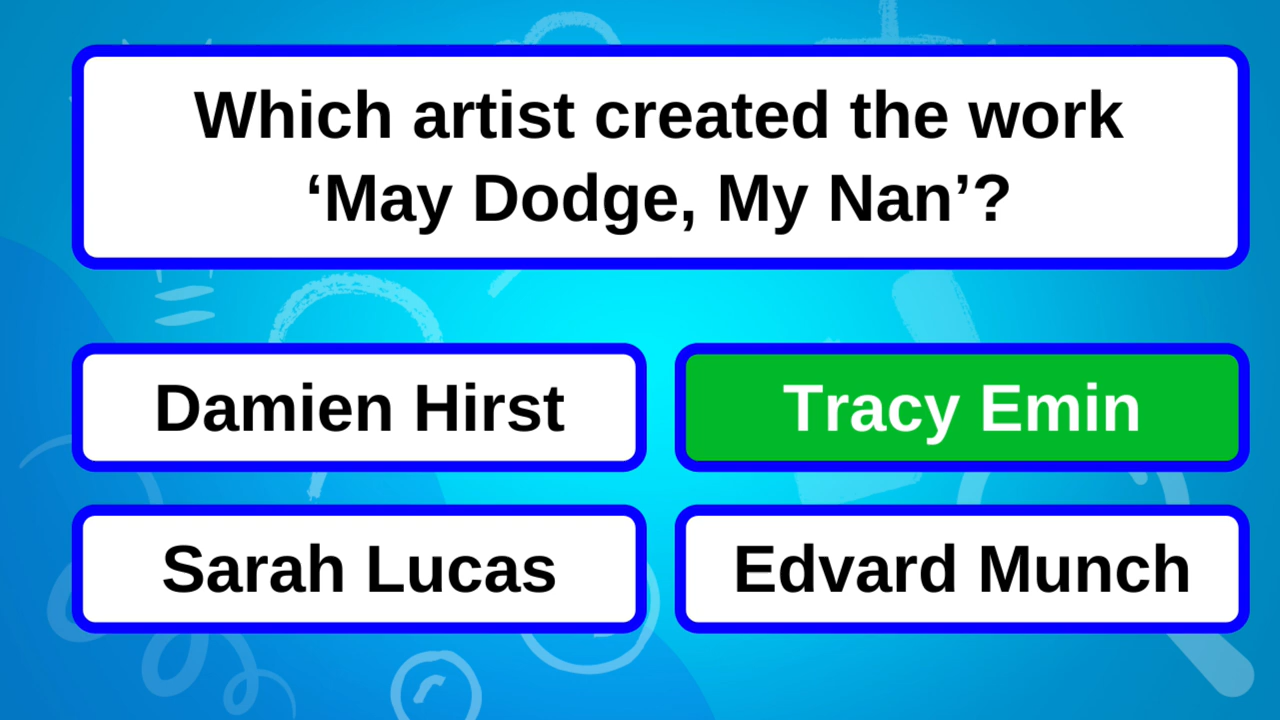 Which artist created the work
‘May Dodge, My Nan’?
Damien Hirst
Tracy Emin
Sarah Lucas
Edvard Munch